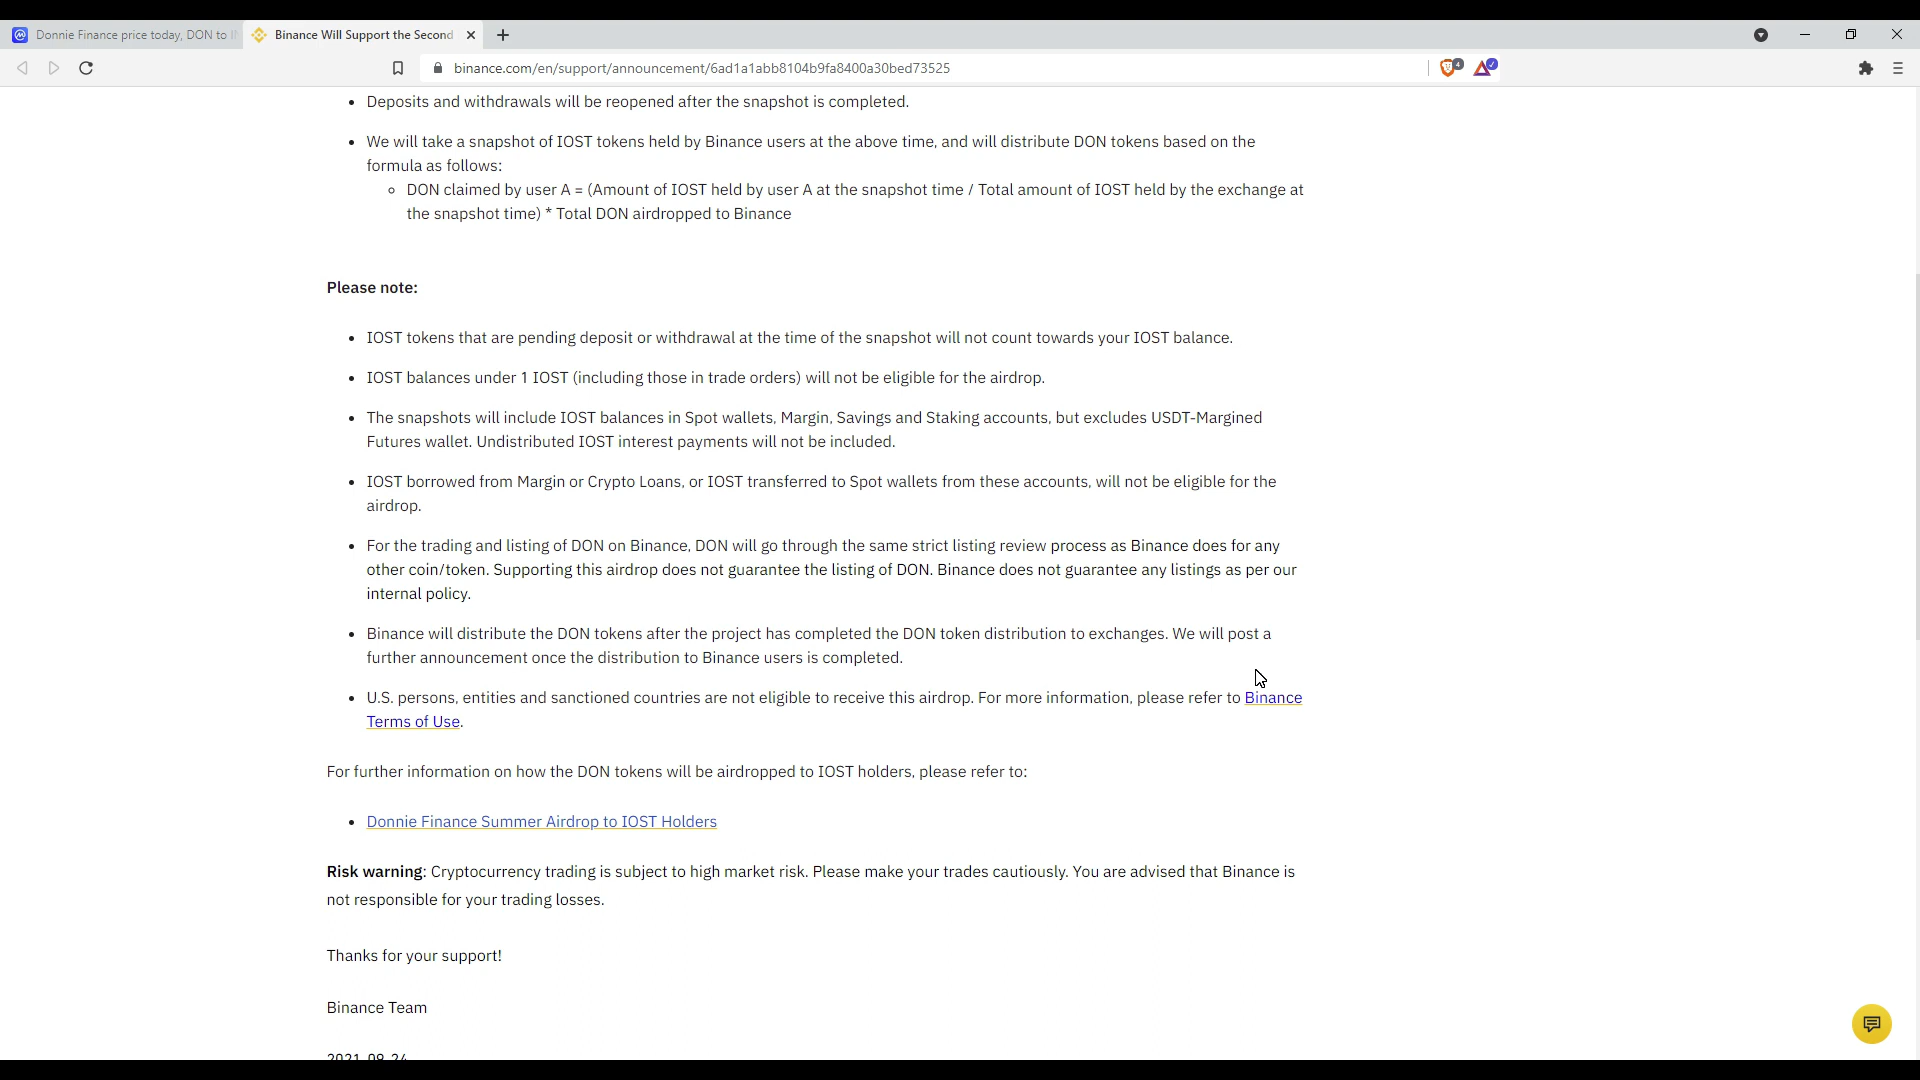 Donnie Finance price today, DON to I
Binance Will Support the Second
binance.com/en/support/announcement/6ad1a1abb8104b9fa8400a30bed73525
4
• Deposits and withdrawals will be reopened after the snapshot is completed.
• We will take a snapshot of IOST tokens held by Binance users at the above time, and will distribute DON tokens based on the
formula as follows:
○ DON claimed by user A = (Amount of IOST held by user A at the snapshot time / Total amount of IOST held by the exchange at
the snapshot time) * Total DON airdropped to Binance
Please note:
• IOST tokens that are pending deposit or withdrawal at the time of the snapshot will not count towards your IOST balance.
• IOST balances under 1 IOST (including those in trade orders) will not be eligible for the airdrop.
• The snapshots will include IOST balances in Spot wallets, Margin, Savings and Staking accounts, but excludes USDT-Margined
Futures wallet. Undistributed IOST interest payments will not be included.
• IOST borrowed from Margin or Crypto Loans, or IOST transferred to Spot wallets from these accounts, will not be eligible for the
airdrop.
• For the trading and listing of DON on Binance, DON will go through the same strict listing review process as Binance does for any
other coin/token. Supporting this airdrop does not guarantee the listing of DON. Binance does not guarantee any listings as per our
internal policy.
• Binance will distribute the DON tokens after the project has completed the DON token distribution to exchanges. We will post a
further announcement once the distribution to Binance users is completed.
• U.S. persons, entities and sanctioned countries are not eligible to receive this airdrop. For more information, please refer to Binance
Terms of Use.
For further information on how the DON tokens will be airdropped to IOST holders, please refer to:
• Donnie Finance Summer Airdrop to IOST Holders
Risk warning: Cryptocurrency trading is subject to high market risk. Please make your trades cautiously. You are advised that Binance is
not responsible for your trading losses.
Thanks for your support!
Binance Team
2021-08-24